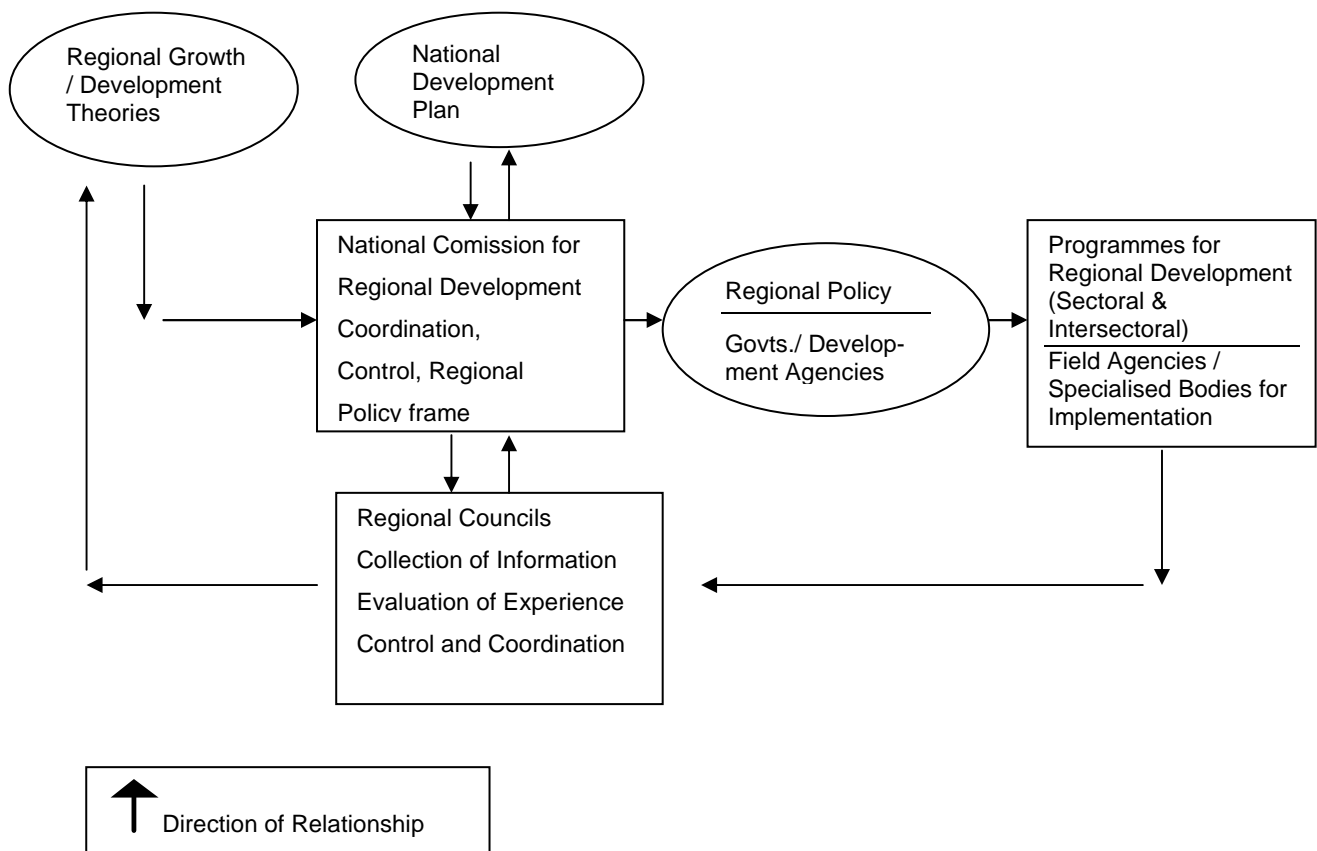 Regional Growth
/ Development
Theories
National
Development
Plan
National Comission for
Regional Development
Coordination,
Control, Regional
Policy frame
Regional Policy
Govts./ Develop-
ment Agencies
Programmes for
Regional Development
(Sectoral &
Intersectoral)
Field Agencies /
Specialised Bodies for
Implementation
Regional Councils
Collection of Information
Evaluation of Experience
Control and Coordination
Direction of Relationship